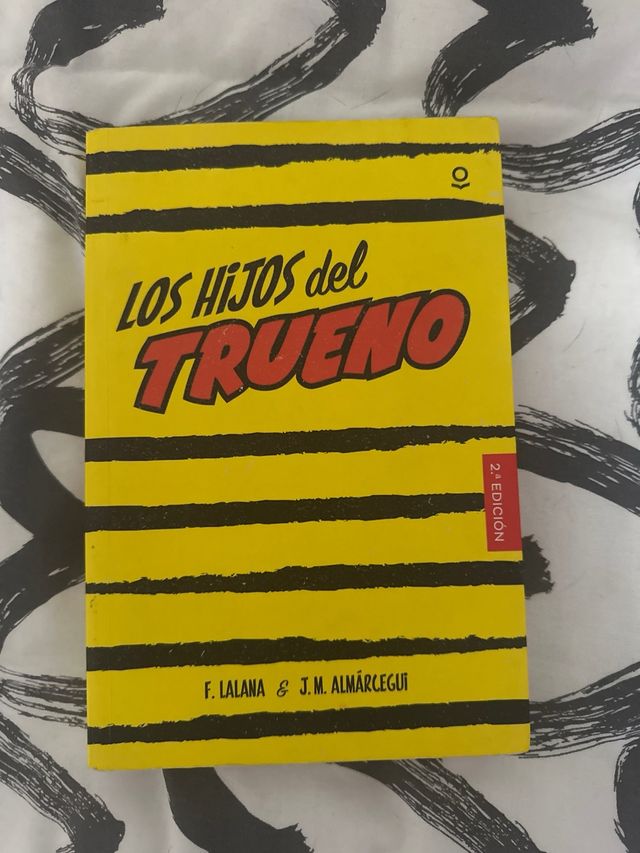 LOS HiJOS del
TRUENO
2.ª EDICIÓN
F. LALANA & J. M. ALMÁRCEGUi